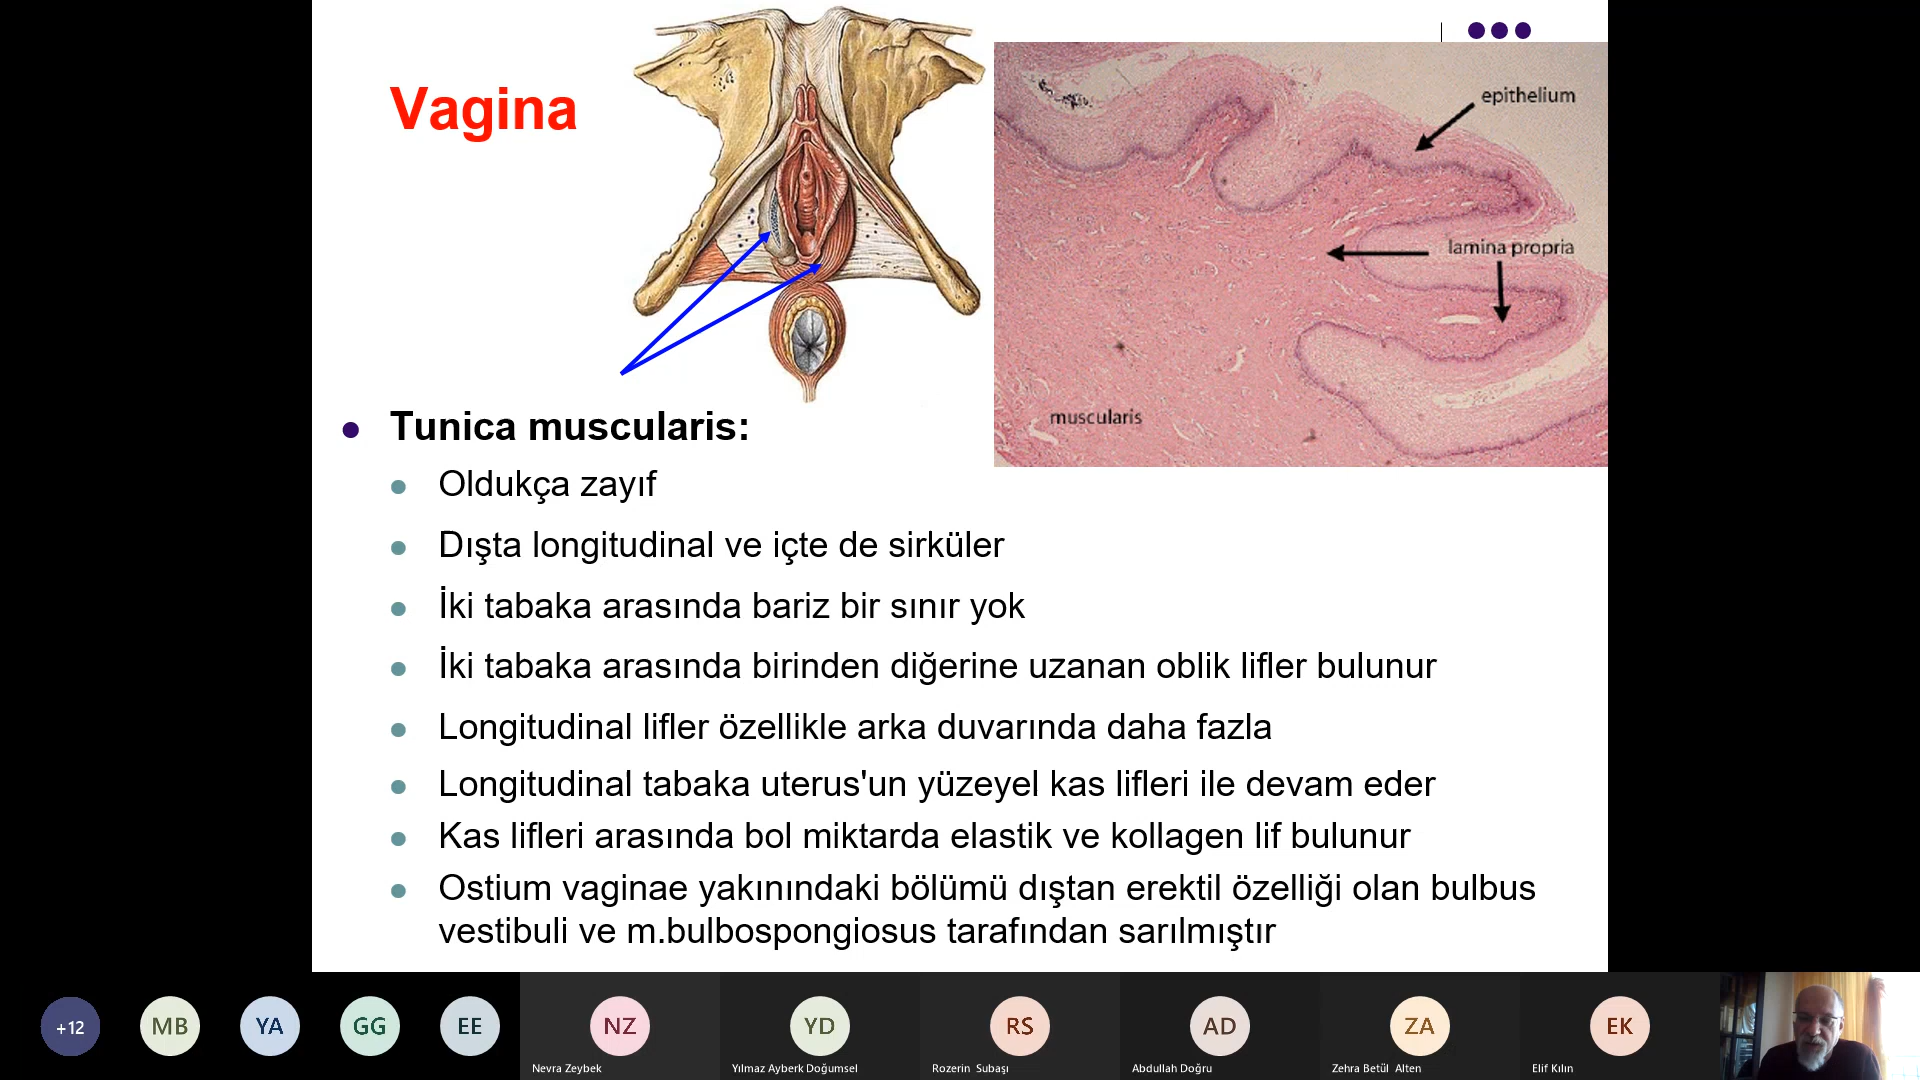 Vagina
epithelium
lamina propria
muscularis
Tunica muscularis:
Oldukça zayıf
Dışta longitudinal ve içte de sirküler
İki tabaka arasında bariz bir sınır yok
İki tabaka arasında birinden diğerine uzanan oblik lifler bulunur
Longitudinal lifler özellikle arka duvarında daha fazla
Longitudinal tabaka uterus'un yüzeyel kas lifleri ile devam eder
Kas lifleri arasında bol miktarda elastik ve kollagen lif bulunur
Ostium vaginae yakınındaki bölümü dıştan erektil özelliği olan bulbus
vestibuli ve m.bulbospongiosus tarafından sarılmıştır
+12
MB
YA
GG
EE
NZ
YD
RS
AD
ZA
EK
Nevra Zeybek
Yılmaz Ayberk Doğumsel
Rozerin Subaşı
Abdullah Doğru
Zehra Betül Alten
Elif Kılın